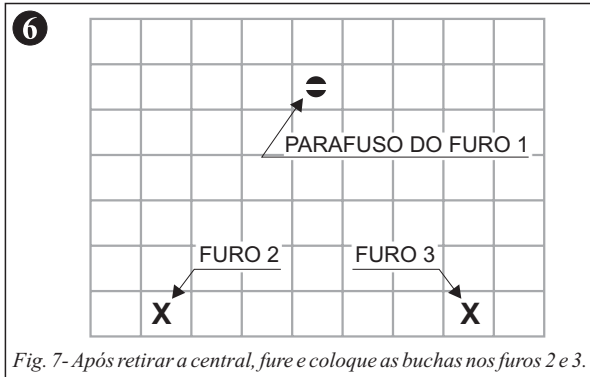 6
PARAFUSO DO FURO 1
FURO 2
FURO 3
X
X
Fig. 7- Após retirar a central, fure e coloque as buchas nos furos 2 e 3.